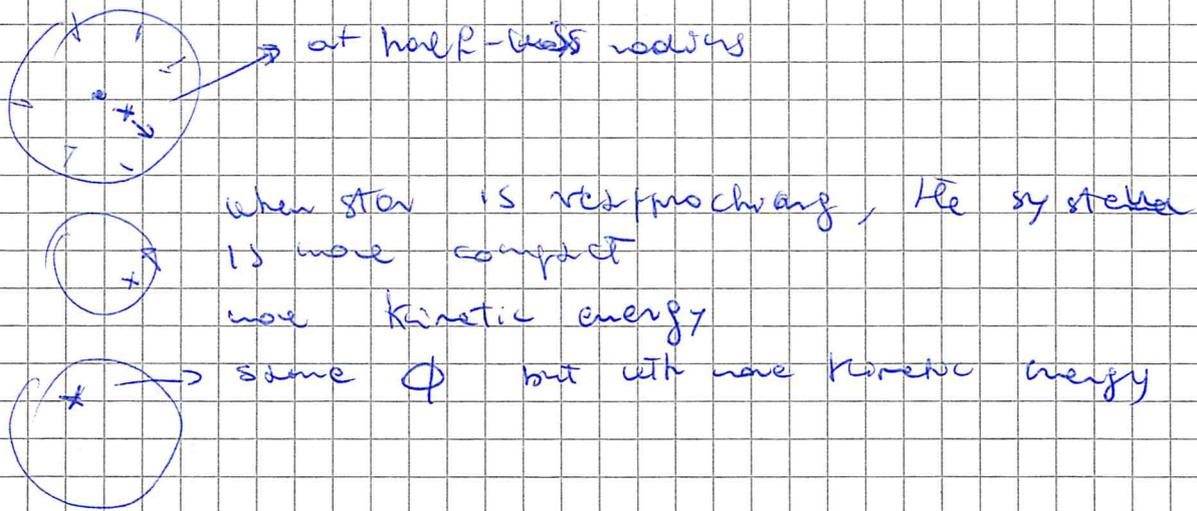 → at half-mass radius
when star is reapprochiang, the system
is more compact
more Kinetic energy
→ same Φ but with more Kinetic energy